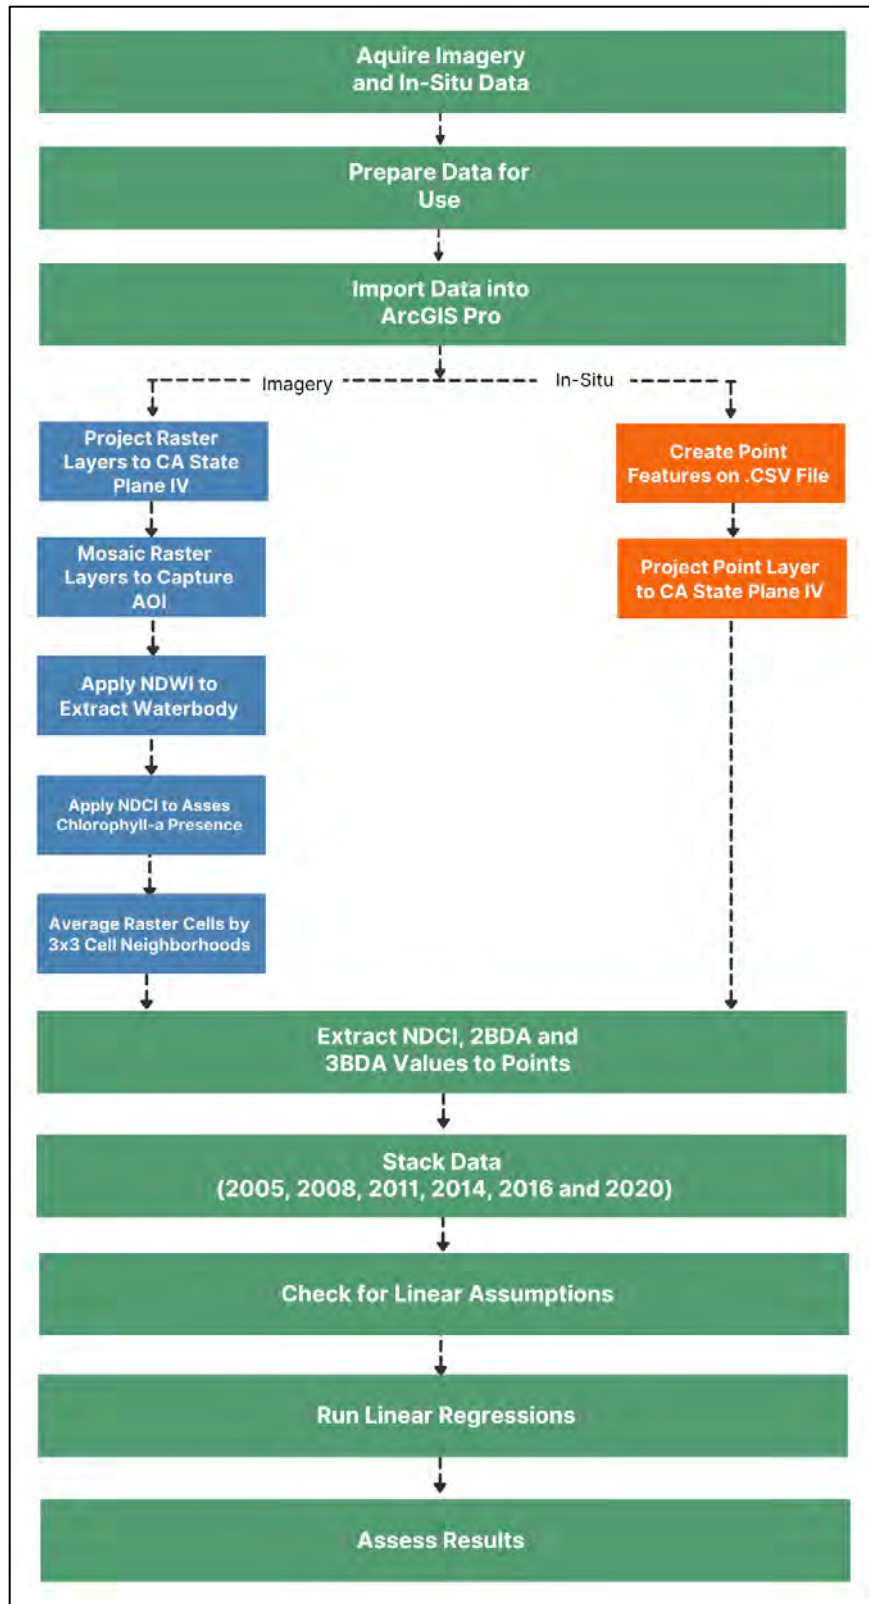 Aquire Imagery
and In-Situ Data
Prepare Data for
Use
Import Data into
ArcGIS Pro
Imagery
In-Situ
Project Raster
Layers to CA State
Plane IV
Mosaic Raster
Layers to Capture
AOI
Apply NDWI to
Extract Waterbody
Apply NDCI to Asses
Chlorophyll-a Presence
Average Raster Cells by
3x3 Cell Neighborhoods
Create Point
Features on .CSV File
Project Point Layer
to CA State Plane IV
Extract NDCI, 2BDA and
3BDA Values to Points
Stack Data
(2005, 2008, 2011, 2014, 2016 and 2020)
Check for Linear Assumptions
Run Linear Regressions
Assess Results